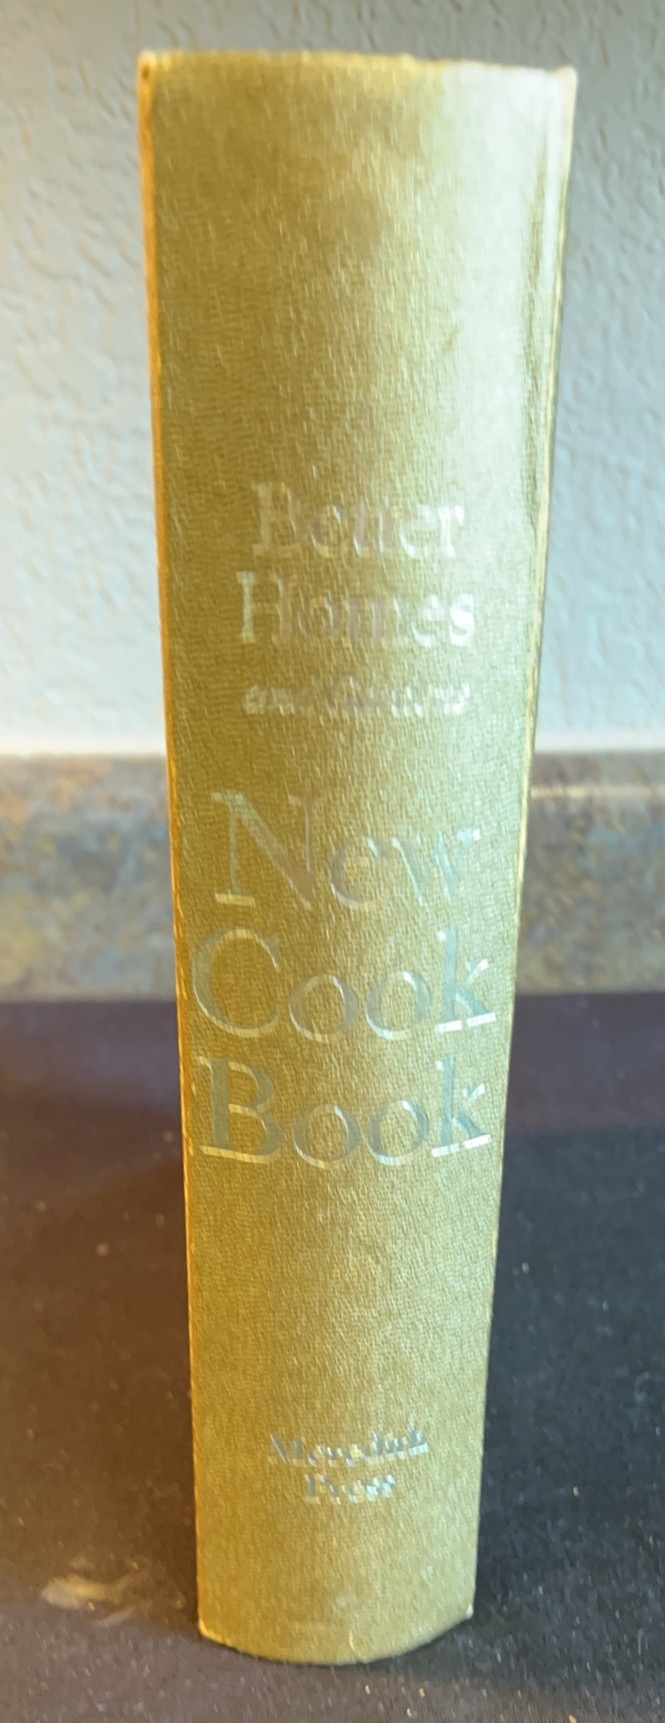 Better
Homes
and Gardens
New
Cook
Book
Meredith
Press